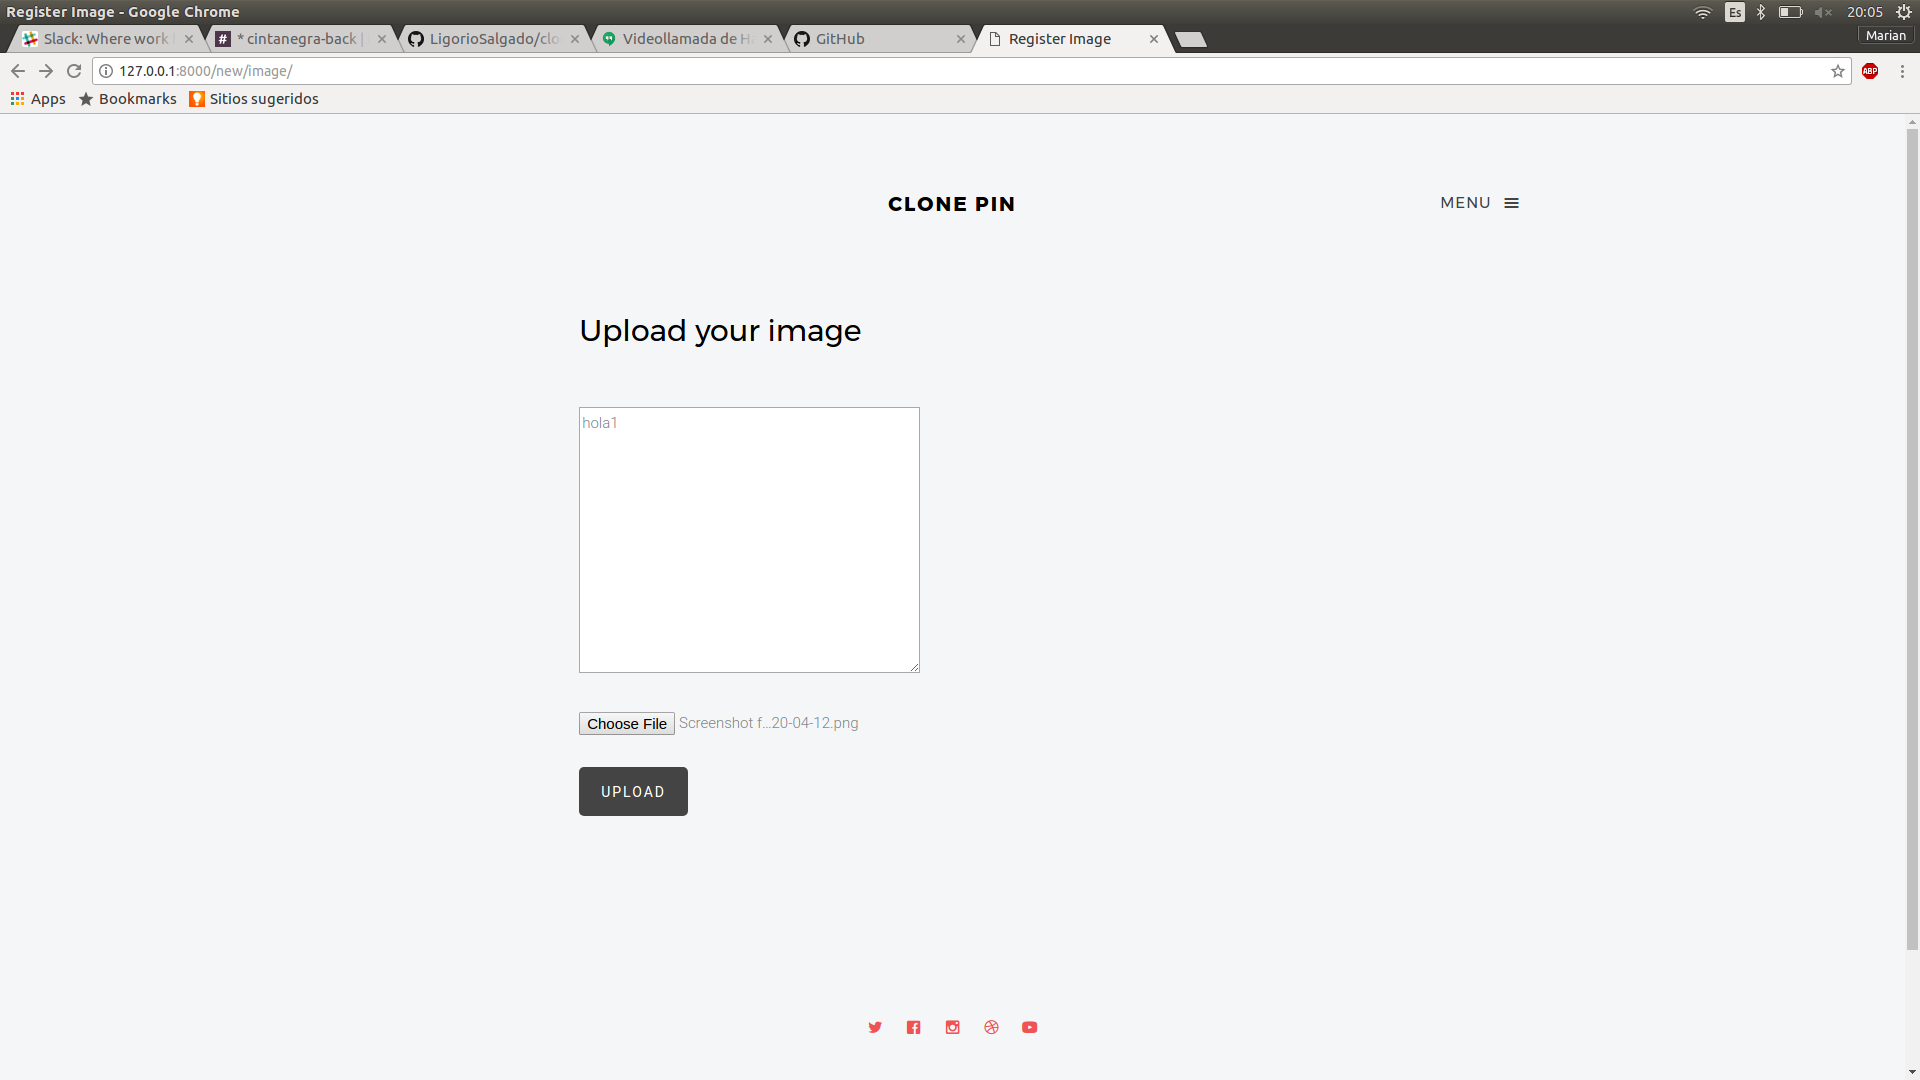 Register Image - Google Chrome
Es
20:05
Slack: Where work
* cintanegra-back |
LigorioSalgado/clo
Videollamada de H
GitHub
Register Image
Marian
127.0.0.1:8000/new/image/
ABP
Apps
Bookmarks
Sitios sugeridos
CLONE PIN
MENU
Upload your image
hola1
Choose File
Screenshot f...20-04-12.png
UPLOAD